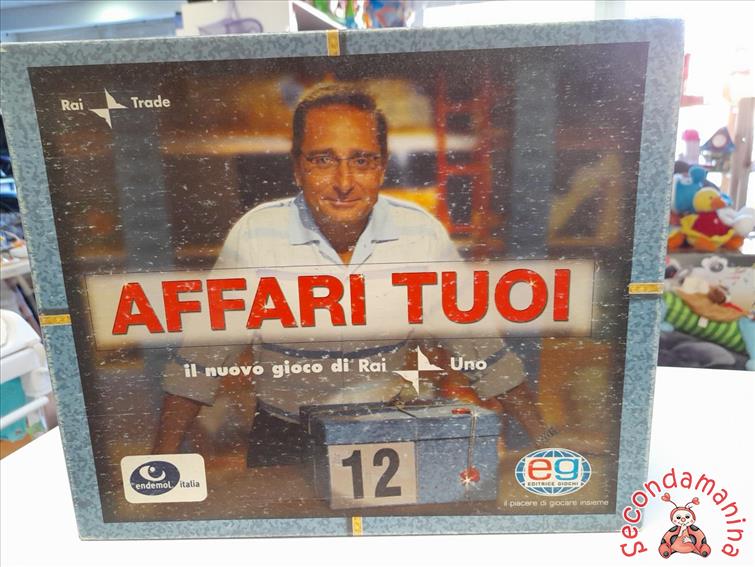 Rai Trade
AFFARI TUOI
il nuovo gioco di Rai Uno
12
endemol italia
eg
EDITRICE GIOCHI
il piacere di giocare insieme
Secondamanina